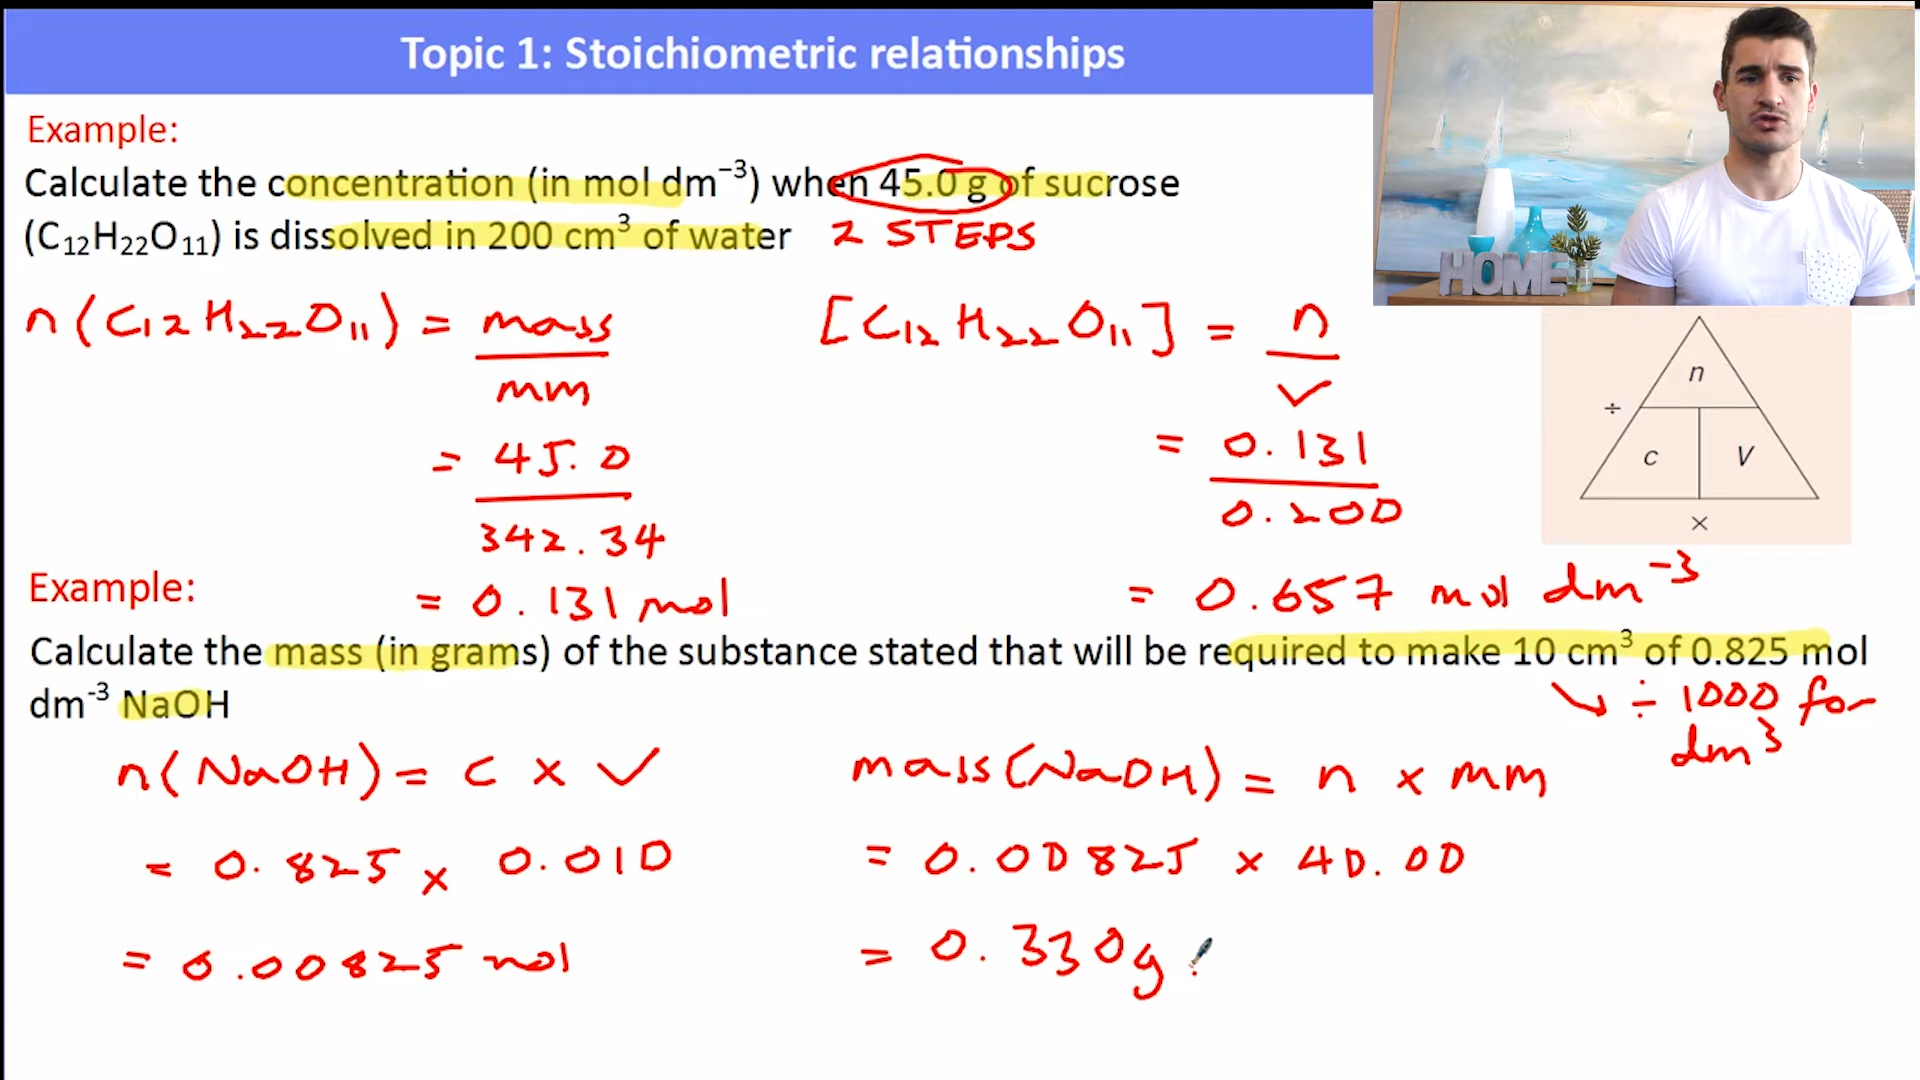 Topic 1: Stoichiometric relationships
Example:
Calculate the concentration (in mol dm⁻³) when 45.0 g of sucrose
(C₁₂H₂₂O₁₁) is dissolved in 200 cm³ of water 2 STEPS
n(C₁₂H₂₂O₁₁) = mass / mm
= 45.0 / 342.34
= 0.131 mol
[C₁₂H₂₂O₁₁] = n / V
= 0.131 / 0.200
= 0.657 mol dm⁻³
HOME
n
÷
c V
×
Example:
Calculate the mass (in grams) of the substance stated that will be required to make 10 cm³ of 0.825 mol
dm⁻³ NaOH
÷ 1000 for
dm³
n(NaOH) = c × V
= 0.825 × 0.010
= 0.00825 mol
mass(NaOH) = n × mm
= 0.00825 × 40.00
= 0.330g.